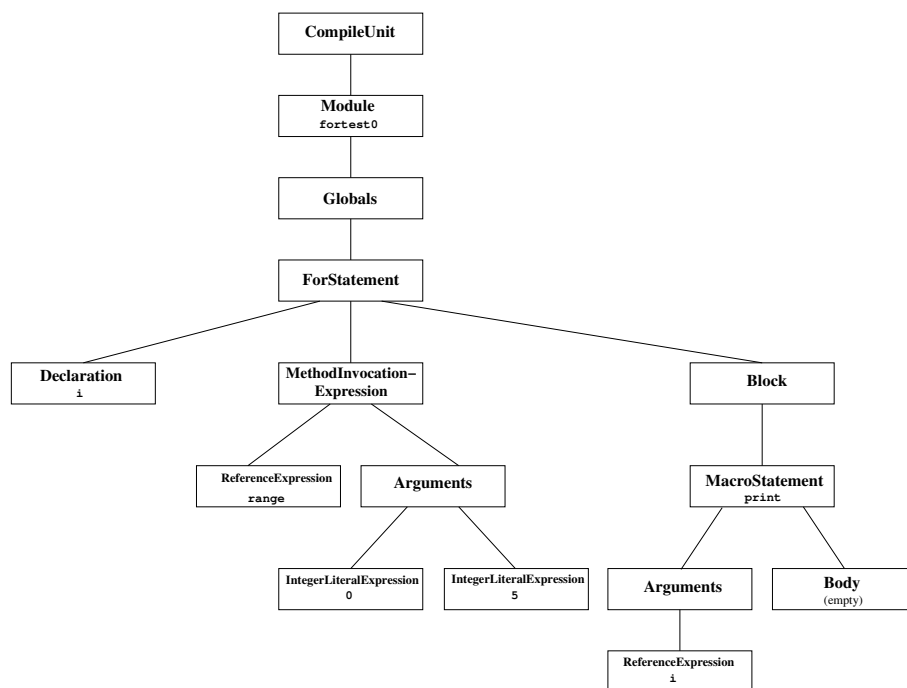 CompileUnit
Module
fortest0
Globals
ForStatement
Declaration
i
MethodInvocation–
Expression
Block
ReferenceExpression
range
Arguments
MacroStatement
print
IntegerLiteralExpression
0
IntegerLiteralExpression
5
Arguments
Body
(empty)
ReferenceExpression
i